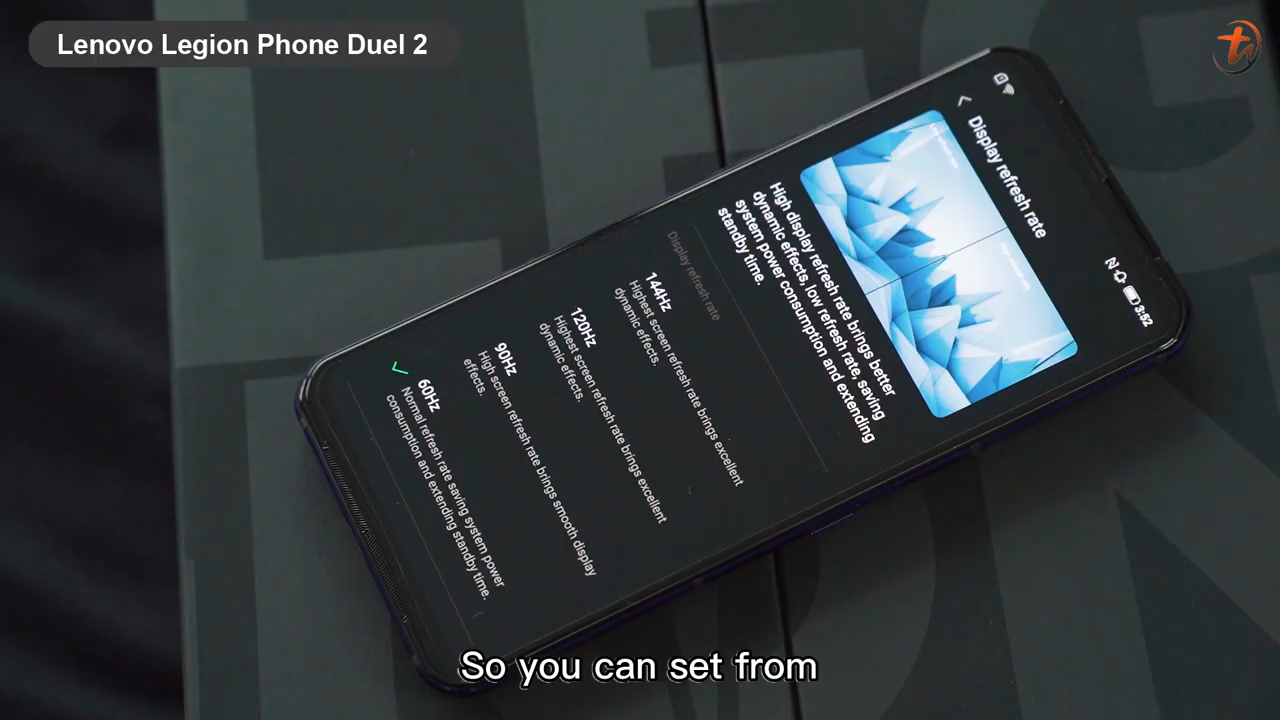 Lenovo Legion Phone Duel 2
3:52
Display refresh rate
High display refresh rate brings better
dynamic effects, low refresh rate, saving
system power consumption and extending
standby time.
Display refresh rate
144Hz
Highest screen refresh rate brings excellent
dynamic effects.
120Hz
Highest screen refresh rate brings excellent
dynamic effects.
90Hz
High screen refresh rate brings smooth display
effects.
60Hz
Normal refresh rate saving system power
consumption and extending standby time.
So you can set from